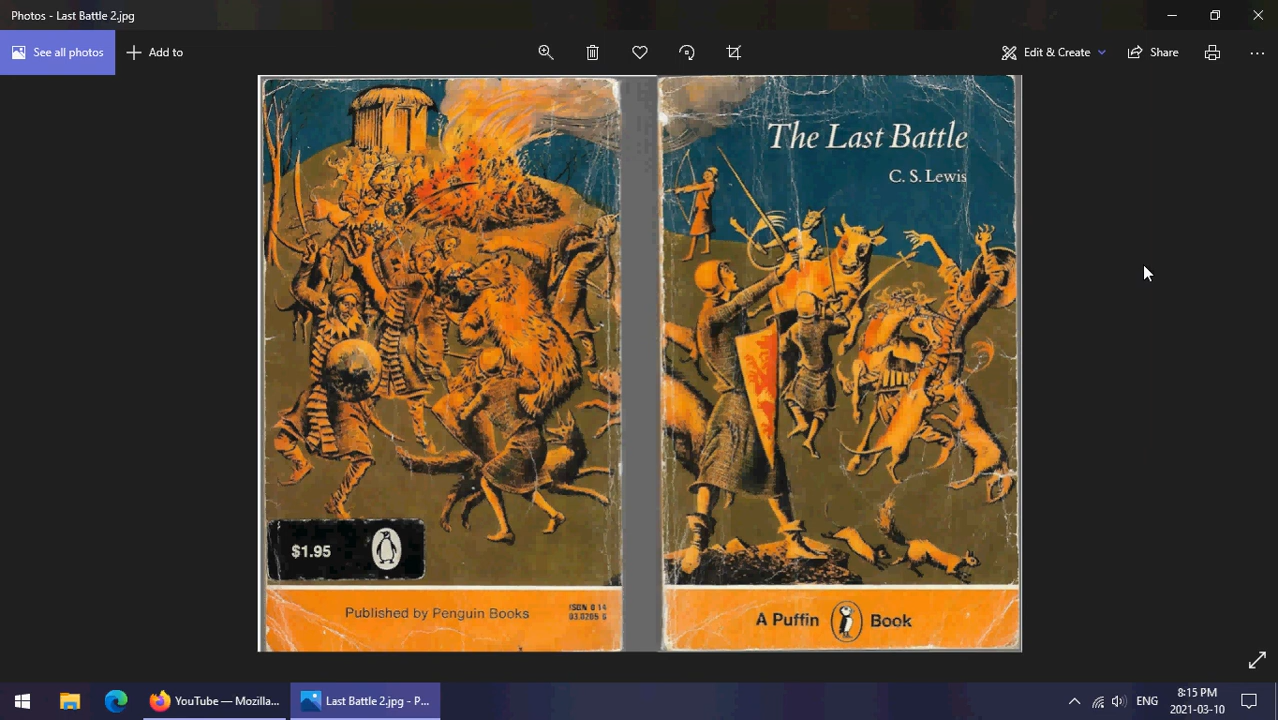 Photos - Last Battle 2.jpg
See all photos
Add to
Edit & Create
Share
The Last Battle
C. S. Lewis
$1.95
Published by Penguin Books
ISBN 0 14
03.0205 6
A Puffin Book
YouTube — Mozilla...
Last Battle 2.jpg - P...
ENG
8:15 PM
2021-03-10